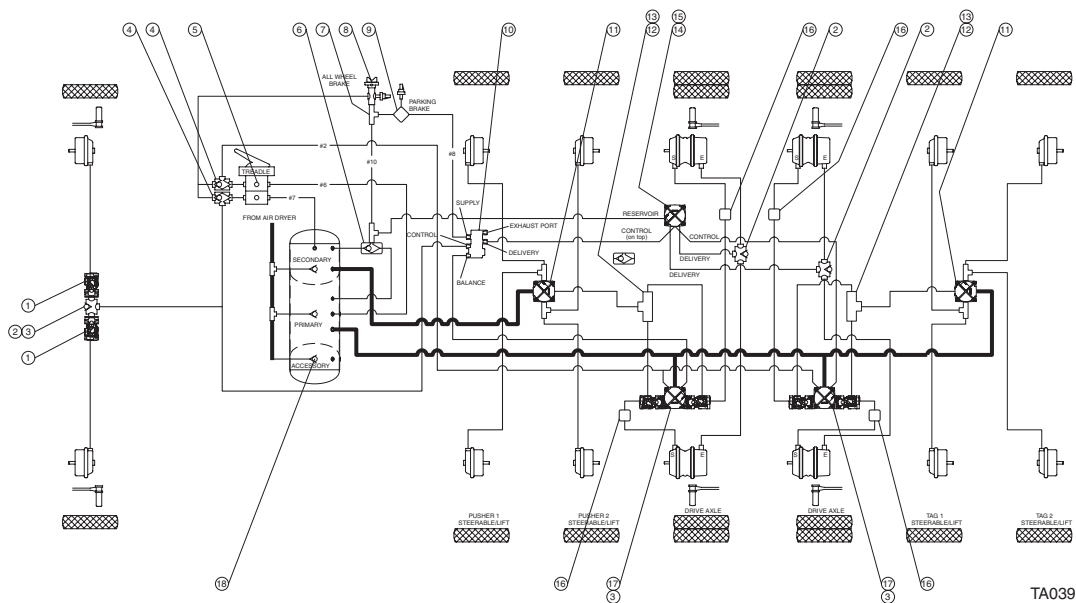 13 15
4 4 5 6 7 8 9 10 11 12 14 16 2 16 2 13 12 11
ALL WHEEL
BRAKE
PARKING
BRAKE
#2
#10
#8
TREADLE
#6
#7
S E
S E
FROM AIR DRYER
SUPPLY
EXHAUST PORT
CONTROL
DELIVERY
BALANCE
RESERVOIR
CONTROL
(on top)
CONTROL
DELIVERY
DELIVERY
SECONDARY
PRIMARY
ACCESSORY
1
2 3
1
S E
S E
PUSHER 1
STEERABLE/LIFT
PUSHER 2
STEERABLE/LIFT
DRIVE AXLE
DRIVE AXLE
TAG 1
STEERABLE/LIFT
TAG 2
STEERABLE/LIFT
18 16 17 17 16
3 3
TA039